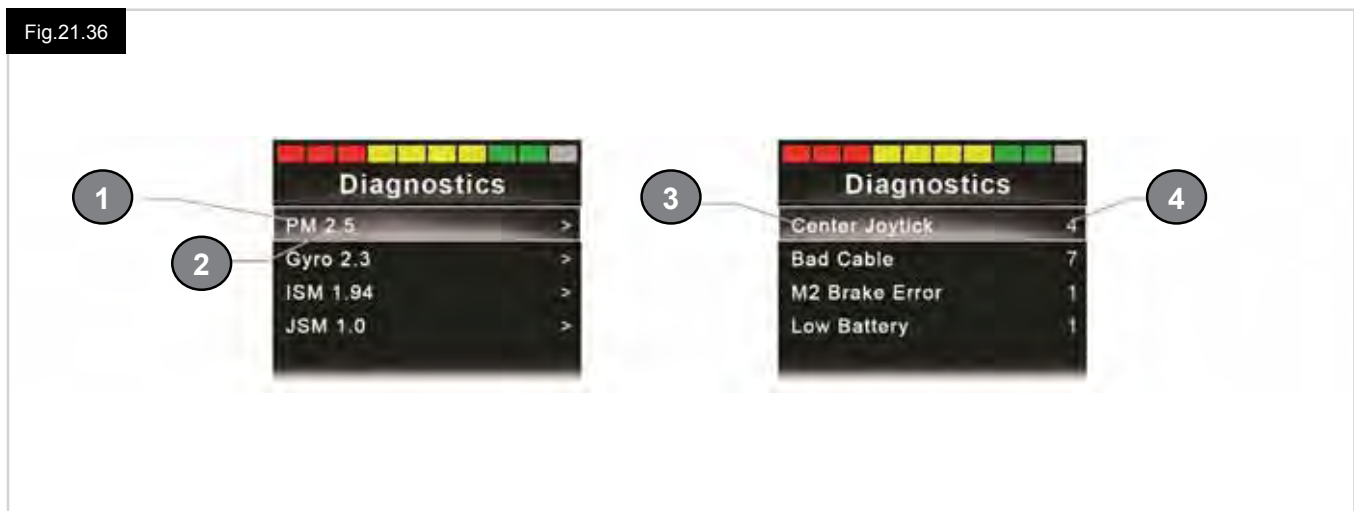 Fig.21.36
Diagnostics
1
PM 2.5 >
2
Gyro 2.3 >
ISM 1.94 >
JSM 1.0 >
Diagnostics
3
Center Joytick 4
4
Bad Cable 7
M2 Brake Error 1
Low Battery 1